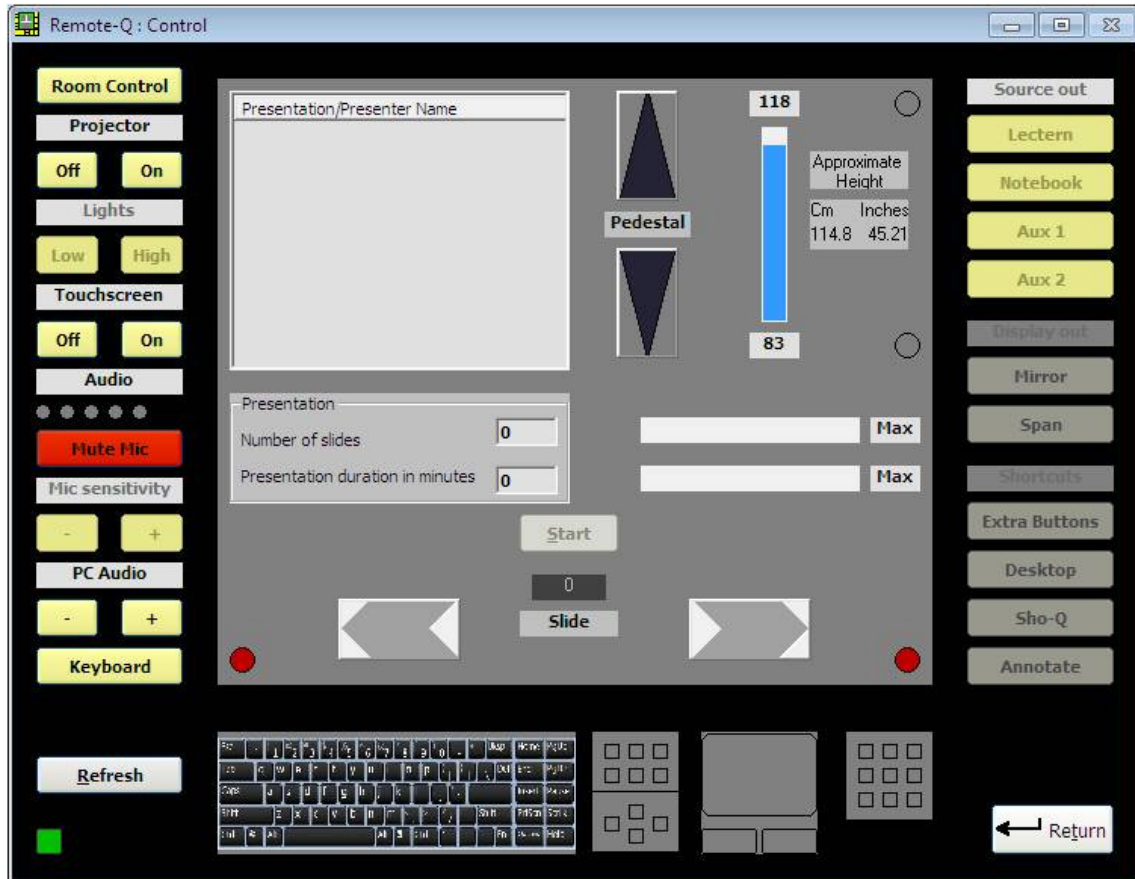 Remote-Q : Control
Room Control
Projector
Off On
Lights
Low High
Touchscreen
Off On
Audio
Mute Mic
Mic sensitivity
- +
PC Audio
- +
Keyboard
Refresh
Presentation/Presenter Name
Pedestal
118
83
Approximate
Height
Cm Inches
114.8 45.21
Presentation
Number of slides 0
Presentation duration in minutes 0
Max
Max
Start
0
Slide
Source out
Lectern
Notebook
Aux 1
Aux 2
Display out
Mirror
Span
Shortcuts
Extra Buttons
Desktop
Sho-Q
Annotate
Return